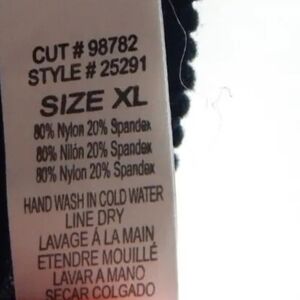 CUT # 98782
STYLE # 25291
SIZE XL
80% Nylon 20% Spandex
80% Nilón 20% Spandex
80% Nylon 20% Spandex
HAND WASH IN COLD WATER
LINE DRY
LAVAGE Á LA MAIN
ETENDRE MOUILLÉ
LAVAR A MANO
SECAR COLGADO